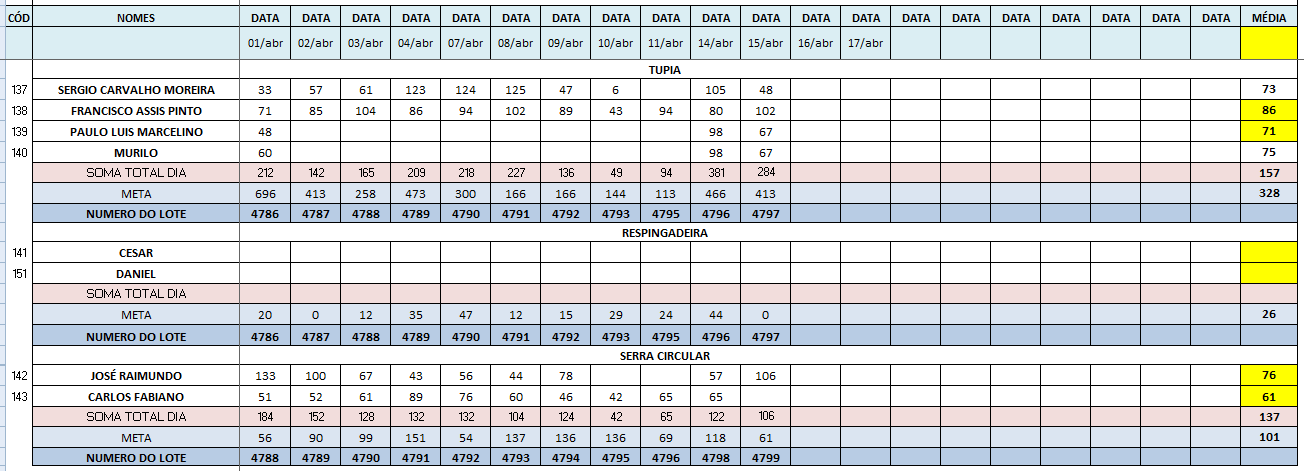 CÓD NOMES DATA DATA DATA DATA DATA DATA DATA DATA DATA DATA DATA DATA DATA DATA DATA DATA DATA DATA DATA DATA MÉDIA
01/abr 02/abr 03/abr 04/abr 07/abr 08/abr 09/abr 10/abr 11/abr 14/abr 15/abr 16/abr 17/abr
TUPIA
137 SERGIO CARVALHO MOREIRA 33 57 61 123 124 125 47 6 105 48 73
138 FRANCISCO ASSIS PINTO 71 85 104 86 94 102 89 43 94 80 102 86
139 PAULO LUIS MARCELINO 48 98 67 71
140 MURILO 60 98 67 75
SOMA TOTAL DIA 212 142 165 209 218 227 136 49 94 381 284 157
META 696 413 258 473 300 166 166 144 113 466 413 328
NUMERO DO LOTE 4786 4787 4788 4789 4790 4791 4792 4793 4795 4796 4797
RESPINGADEIRA
141 CESAR
151 DANIEL
SOMA TOTAL DIA
META 20 0 12 35 47 12 15 29 24 44 0 26
NUMERO DO LOTE 4786 4787 4788 4789 4790 4791 4792 4793 4795 4796 4797
SERRA CIRCULAR
142 JOSÉ RAIMUNDO 133 100 67 43 56 44 78 57 106 76
143 CARLOS FABIANO 51 52 61 89 76 60 46 42 65 65 61
SOMA TOTAL DIA 184 152 128 132 132 104 124 42 65 122 106 137
META 56 90 99 151 54 137 136 136 69 118 61 101
NUMERO DO LOTE 4788 4789 4790 4791 4792 4793 4794 4795 4796 4798 4799